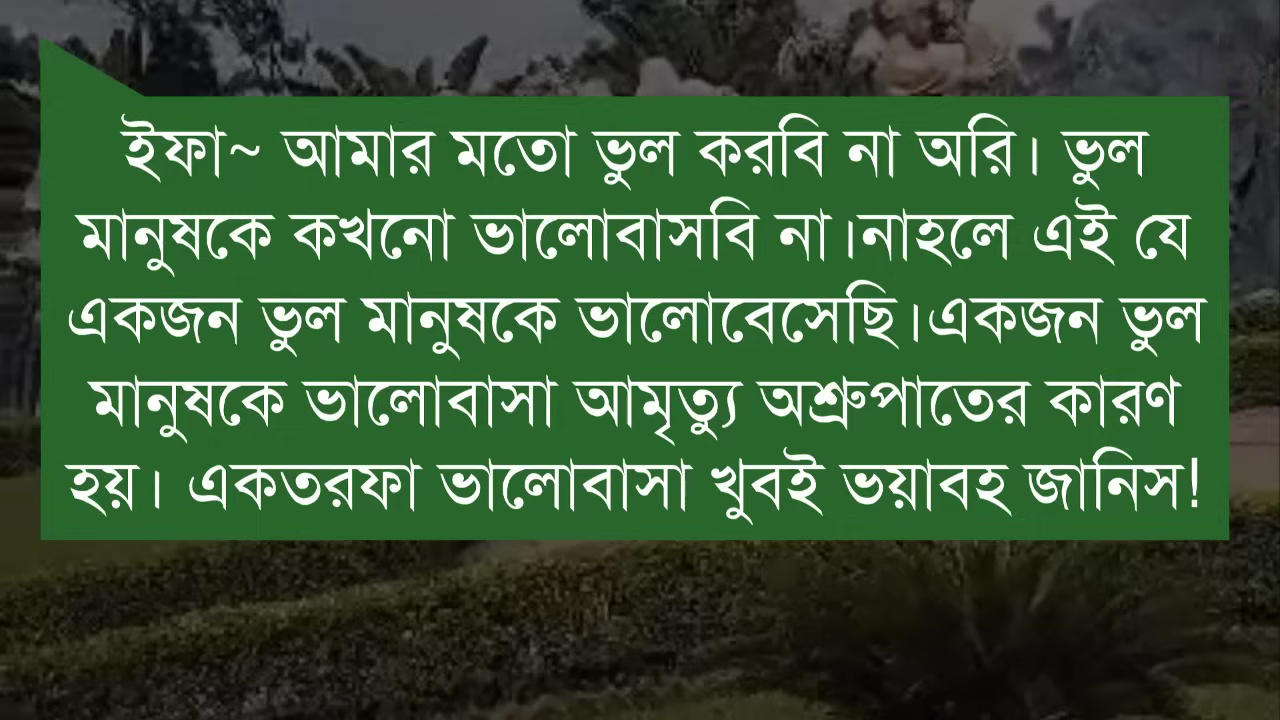 ইফা~ আমার মতো ভুল করবি না অরি। ভুল
মানুষকে কখনো ভালোবাসবি না।নাহলে এই যে
একজন ভুল মানুষকে ভালোবেসেছি।একজন ভুল
মানুষকে ভালোবাসা আমৃত্যু অশ্রুপাতের কারণ
হয়। একতরফা ভালোবাসা খুবই ভয়াবহ জানিস!